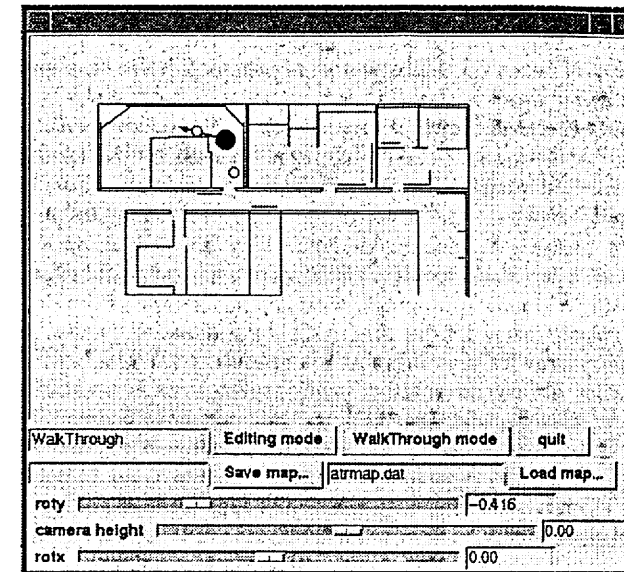 WalkThrough Editing mode WalkThrough mode quit
Save map... atrmap.dat Load map...
roty -0.416
camera height 0.00
rotx 0.00